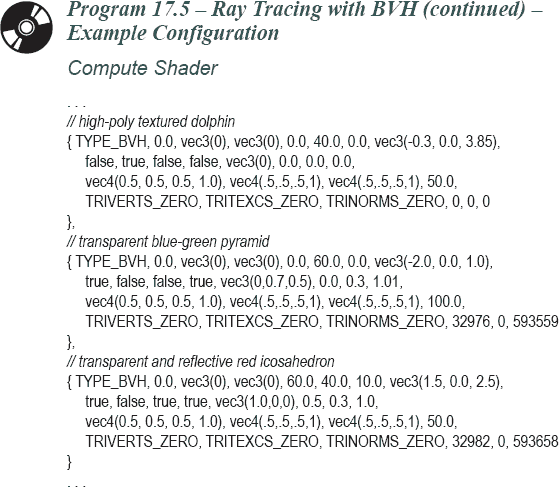 Program 17.5 – Ray Tracing with BVH (continued) –
Example Configuration
Compute Shader
. . .
// high-poly textured dolphin
{ TYPE_BVH, 0.0, vec3(0), vec3(0), 0.0, 40.0, 0.0, vec3(-0.3, 0.0, 3.85),
false, true, false, false, vec3(0), 0.0, 0.0, 0.0,
vec4(0.5, 0.5, 0.5, 1.0), vec4(.5,.5,.5,1), vec4(.5,.5,.5,1), 50.0,
TRIVERTS_ZERO, TRITEXCS_ZERO, TRINORMS_ZERO, 0, 0, 0
},
// transparent blue-green pyramid
{ TYPE_BVH, 0.0, vec3(0), vec3(0), 0.0, 60.0, 0.0, vec3(-2.0, 0.0, 1.0),
true, false, false, true, vec3(0,0.7,0.5), 0.0, 0.3, 1.01,
vec4(0.5, 0.5, 0.5, 1.0), vec4(.5,.5,.5,1), vec4(.5,.5,.5,1), 100.0,
TRIVERTS_ZERO, TRITEXCS_ZERO, TRINORMS_ZERO, 32976, 0, 593559
},
// transparent and reflective red icosahedron
{ TYPE_BVH, 0.0, vec3(0), vec3(0), 60.0, 40.0, 10.0, vec3(1.5, 0.0, 2.5),
true, false, true, true, vec3(1.0,0,0), 0.5, 0.3, 1.0,
vec4(0.5, 0.5, 0.5, 1.0), vec4(.5,.5,.5,1), vec4(.5,.5,.5,1), 50.0,
TRIVERTS_ZERO, TRITEXCS_ZERO, TRINORMS_ZERO, 32982, 0, 593658
}
. . .